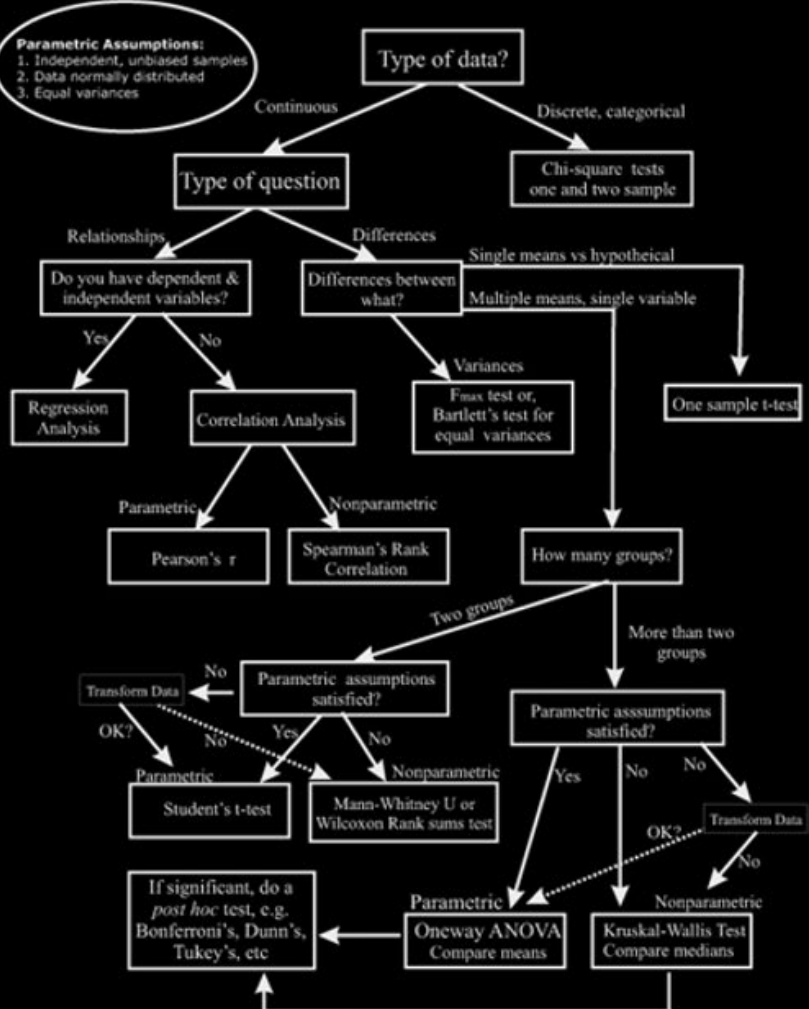 Parametric Assumptions:
1. Independent, unbiased samples
2. Data normally distributed
3. Equal variances
Type of data?
Continuous
Discrete, categorical
Type of question
Chi-square tests
one and two sample
Relationships
Differences
Do you have dependent &
independent variables?
Differences between
what?
Single means vs hypotheical
Multiple means, single variable
Yes
No
Variances
Regression
Analysis
Correlation Analysis
Fmax test or,
Bartlett's test for
equal variances
One sample t-test
Parametric
Nonparametric
Pearson's r
Spearman's Rank
Correlation
How many groups?
Two groups
More than two
groups
Transform Data
No
Parametric assumptions
satisfied?
Parametric asssumptions
satisfied?
OK?
No
Yes
No
Parametric
Nonparametric
Student's t-test
Mann-Whitney U or
Wilcoxon Rank sums test
Yes
No
No
Transform Data
OK?
No
If significant, do a
post hoc test, e.g.
Bonferroni's, Dunn's,
Tukey's, etc
Parametric
Oneway ANOVA
Compare means
Nonparametric
Kruskal-Wallis Test
Compare medians